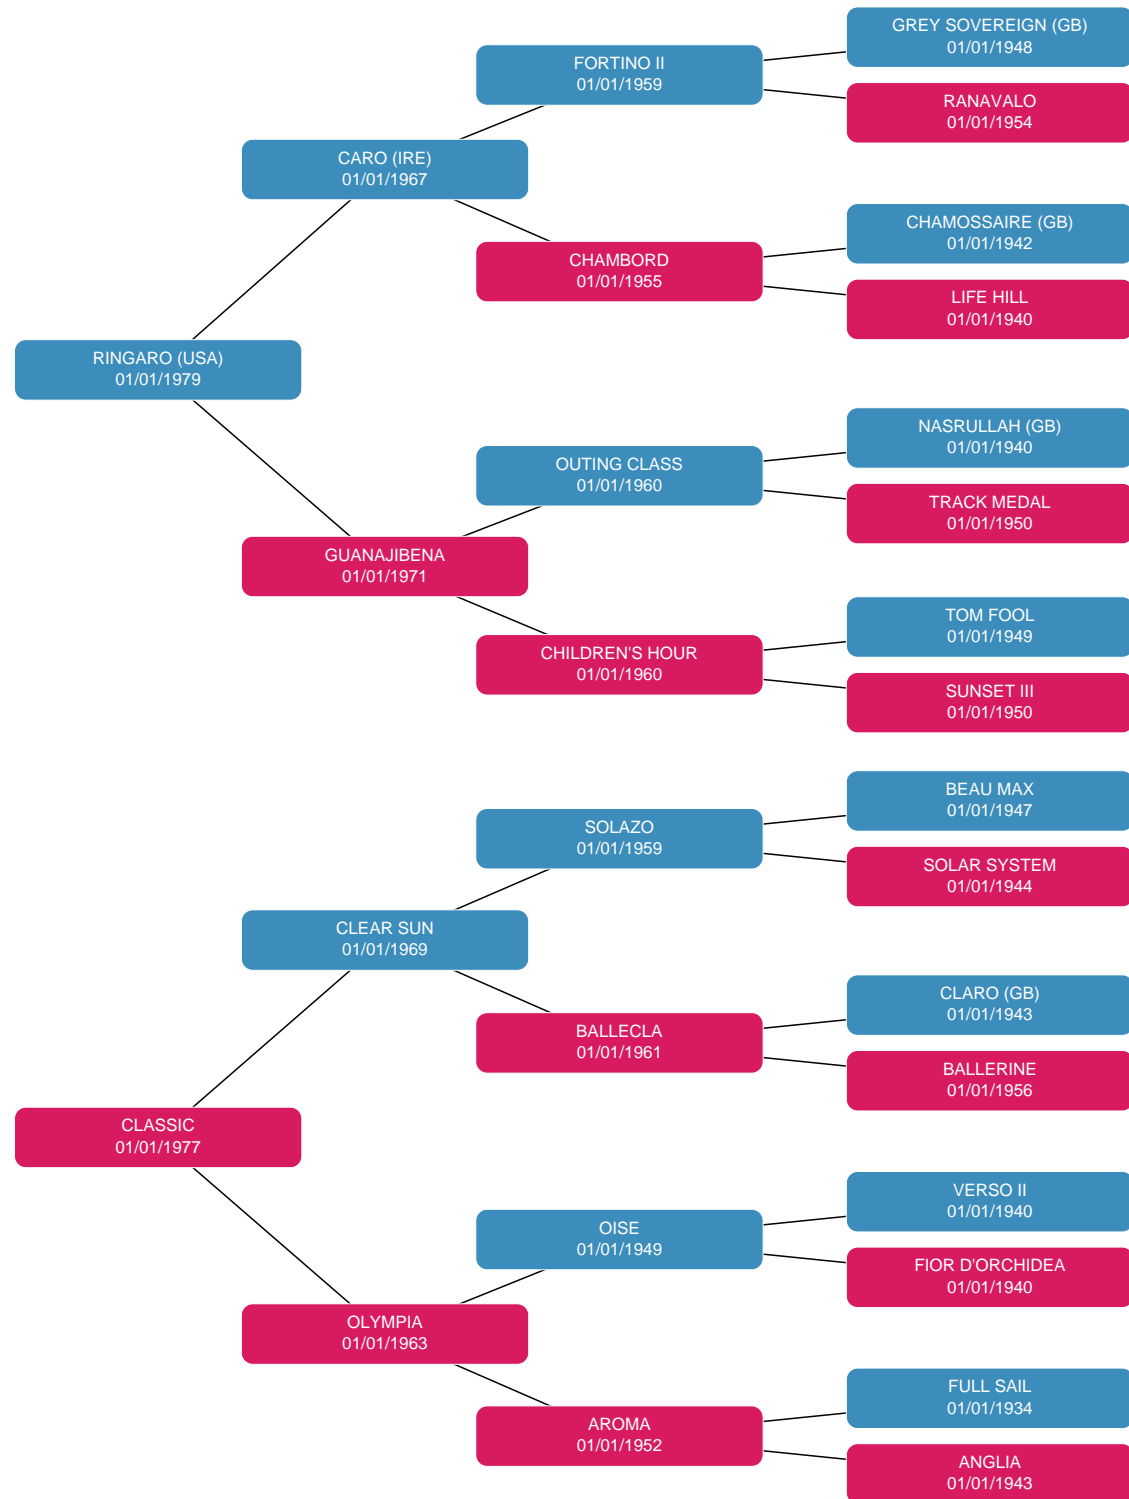 GREY SOVEREIGN (GB)
01/01/1948
FORTINO II
01/01/1959
RANAVALO
01/01/1954
CARO (IRE)
01/01/1967
CHAMOSSAIRE (GB)
01/01/1942
CHAMBORD
01/01/1955
LIFE HILL
01/01/1940
RINGARO (USA)
01/01/1979
NASRULLAH (GB)
01/01/1940
OUTING CLASS
01/01/1960
TRACK MEDAL
01/01/1950
GUANAJIBENA
01/01/1971
TOM FOOL
01/01/1949
CHILDREN'S HOUR
01/01/1960
SUNSET III
01/01/1950
BEAU MAX
01/01/1947
SOLAZO
01/01/1959
SOLAR SYSTEM
01/01/1944
CLEAR SUN
01/01/1969
CLARO (GB)
01/01/1943
BALLECLA
01/01/1961
BALLERINE
01/01/1956
CLASSIC
01/01/1977
VERSO II
01/01/1940
OISE
01/01/1949
FIOR D'ORCHIDEA
01/01/1940
OLYMPIA
01/01/1963
FULL SAIL
01/01/1934
AROMA
01/01/1952
ANGLIA
01/01/1943